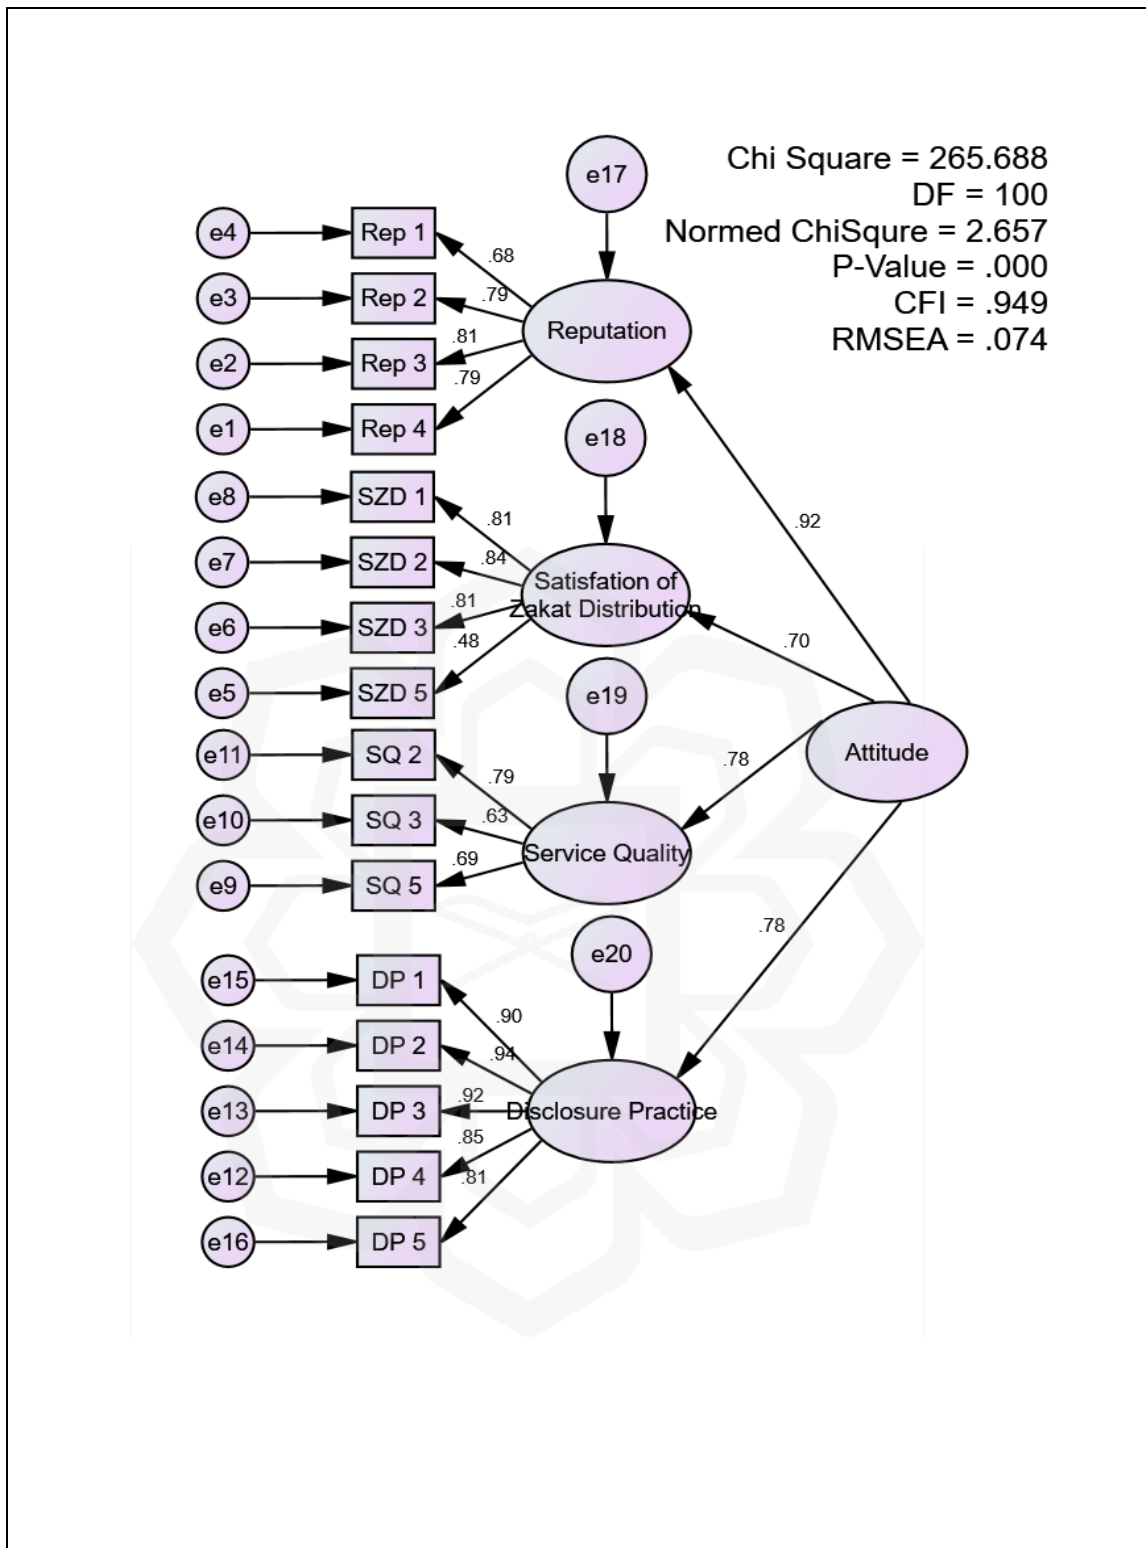 e17
Chi Square = 265.688
DF = 100
Normed ChiSqure = 2.657
P-Value = .000
CFI = .949
RMSEA = .074
e4
Rep 1
.68
e3
Rep 2
.79
Reputation
e2
Rep 3
.81
e1
Rep 4
.79
e18
e8
SZD 1
.81
.92
e7
SZD 2
.84
Satisfation of
Zakat Distribution
e6
SZD 3
.81
.70
e5
SZD 5
.48
e19
e11
SQ 2
.79
.78
Attitude
e10
SQ 3
.63
Service Quality
e9
SQ 5
.69
.78
e20
e15
DP 1
.90
e14
DP 2
.94
e13
DP 3
.92
Disclosure Practice
e12
DP 4
.85
.81
e16
DP 5